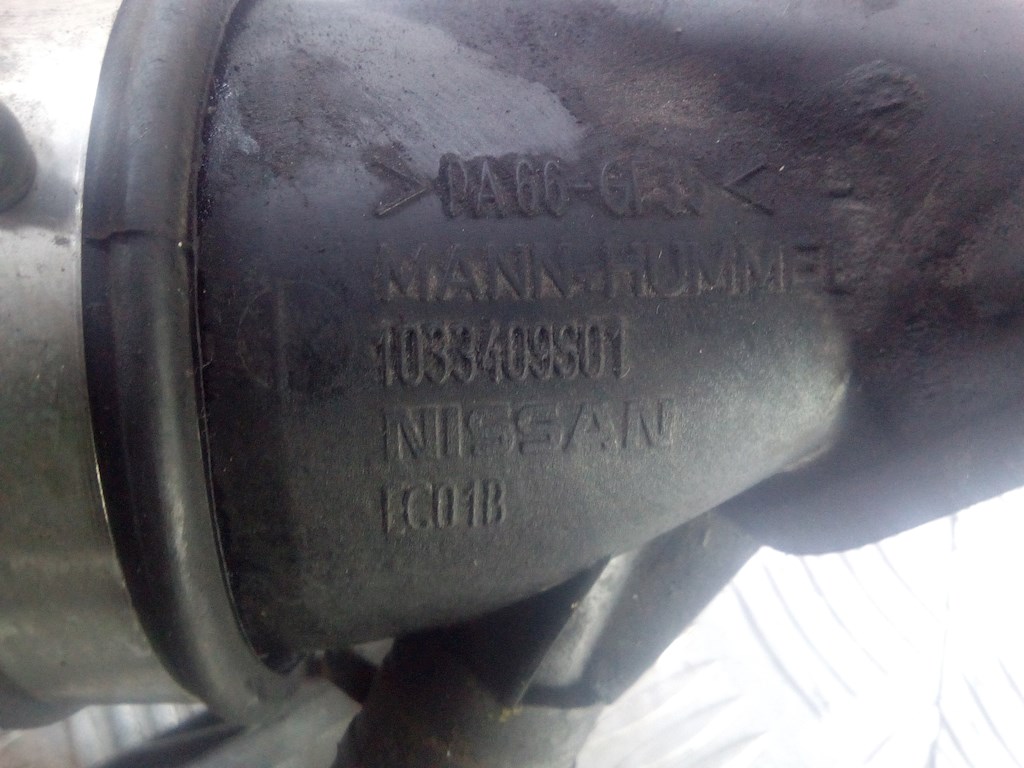 >PA66-GF35<
MANN+HUMMEL
1033409S01
NISSAN
EC01B